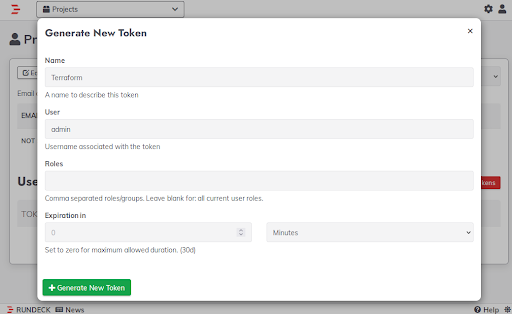 Projects
Generate New Token
×
Name
Terraform
A name to describe this token
User
admin
Username associated with the token
Roles
Comma separated roles/groups. Leave blank for: all current user roles.
Expiration in
0
Minutes
Set to zero for maximum allowed duration. (30d)
Generate New Token
Email
EMAI
NOT
Use
TOK
kens
RUNDECK
News
Help